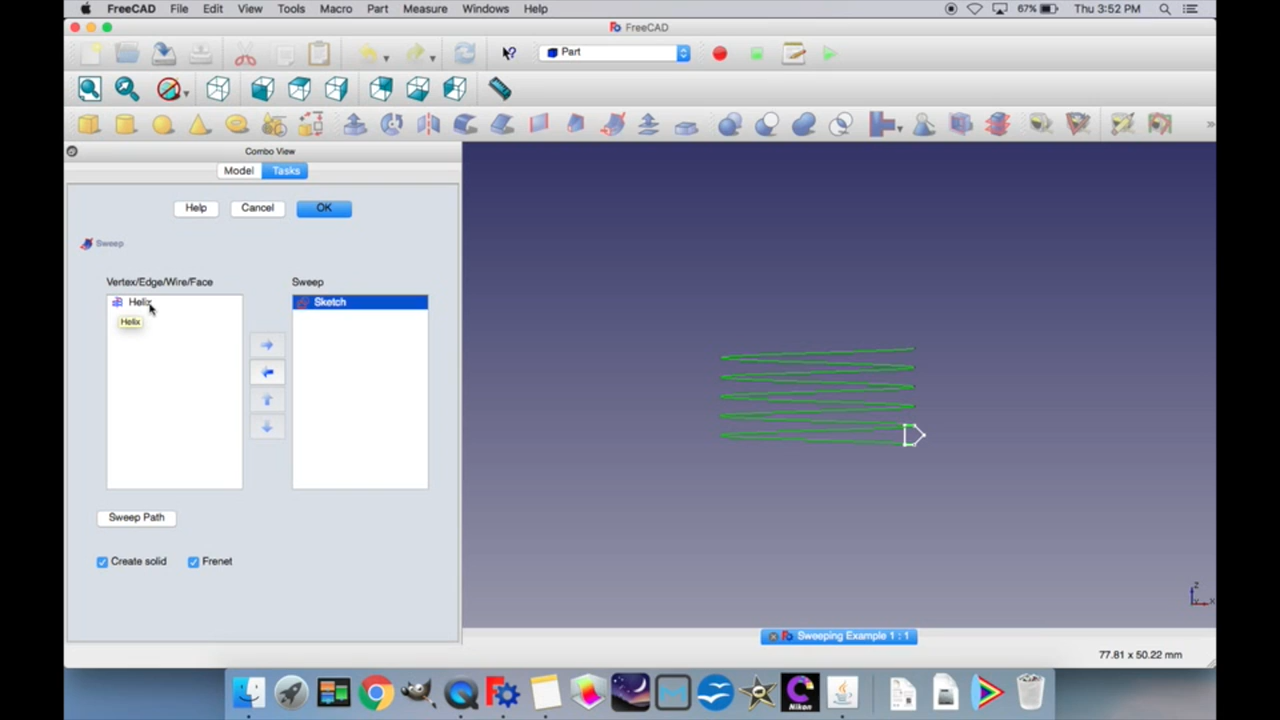 FreeCAD File Edit View Tools Macro Part Measure Windows Help 67% Thu 3:52 PM
FreeCAD
Part
Combo View
Model Tasks
Help Cancel OK
Sweep
Vertex/Edge/Wire/Face Sweep
Helix Sketch
Helix
Sweep Path
Create solid Frenet
Z
X
Sweeping Example 1 : 1
77.81 x 50.22 mm
Nikon